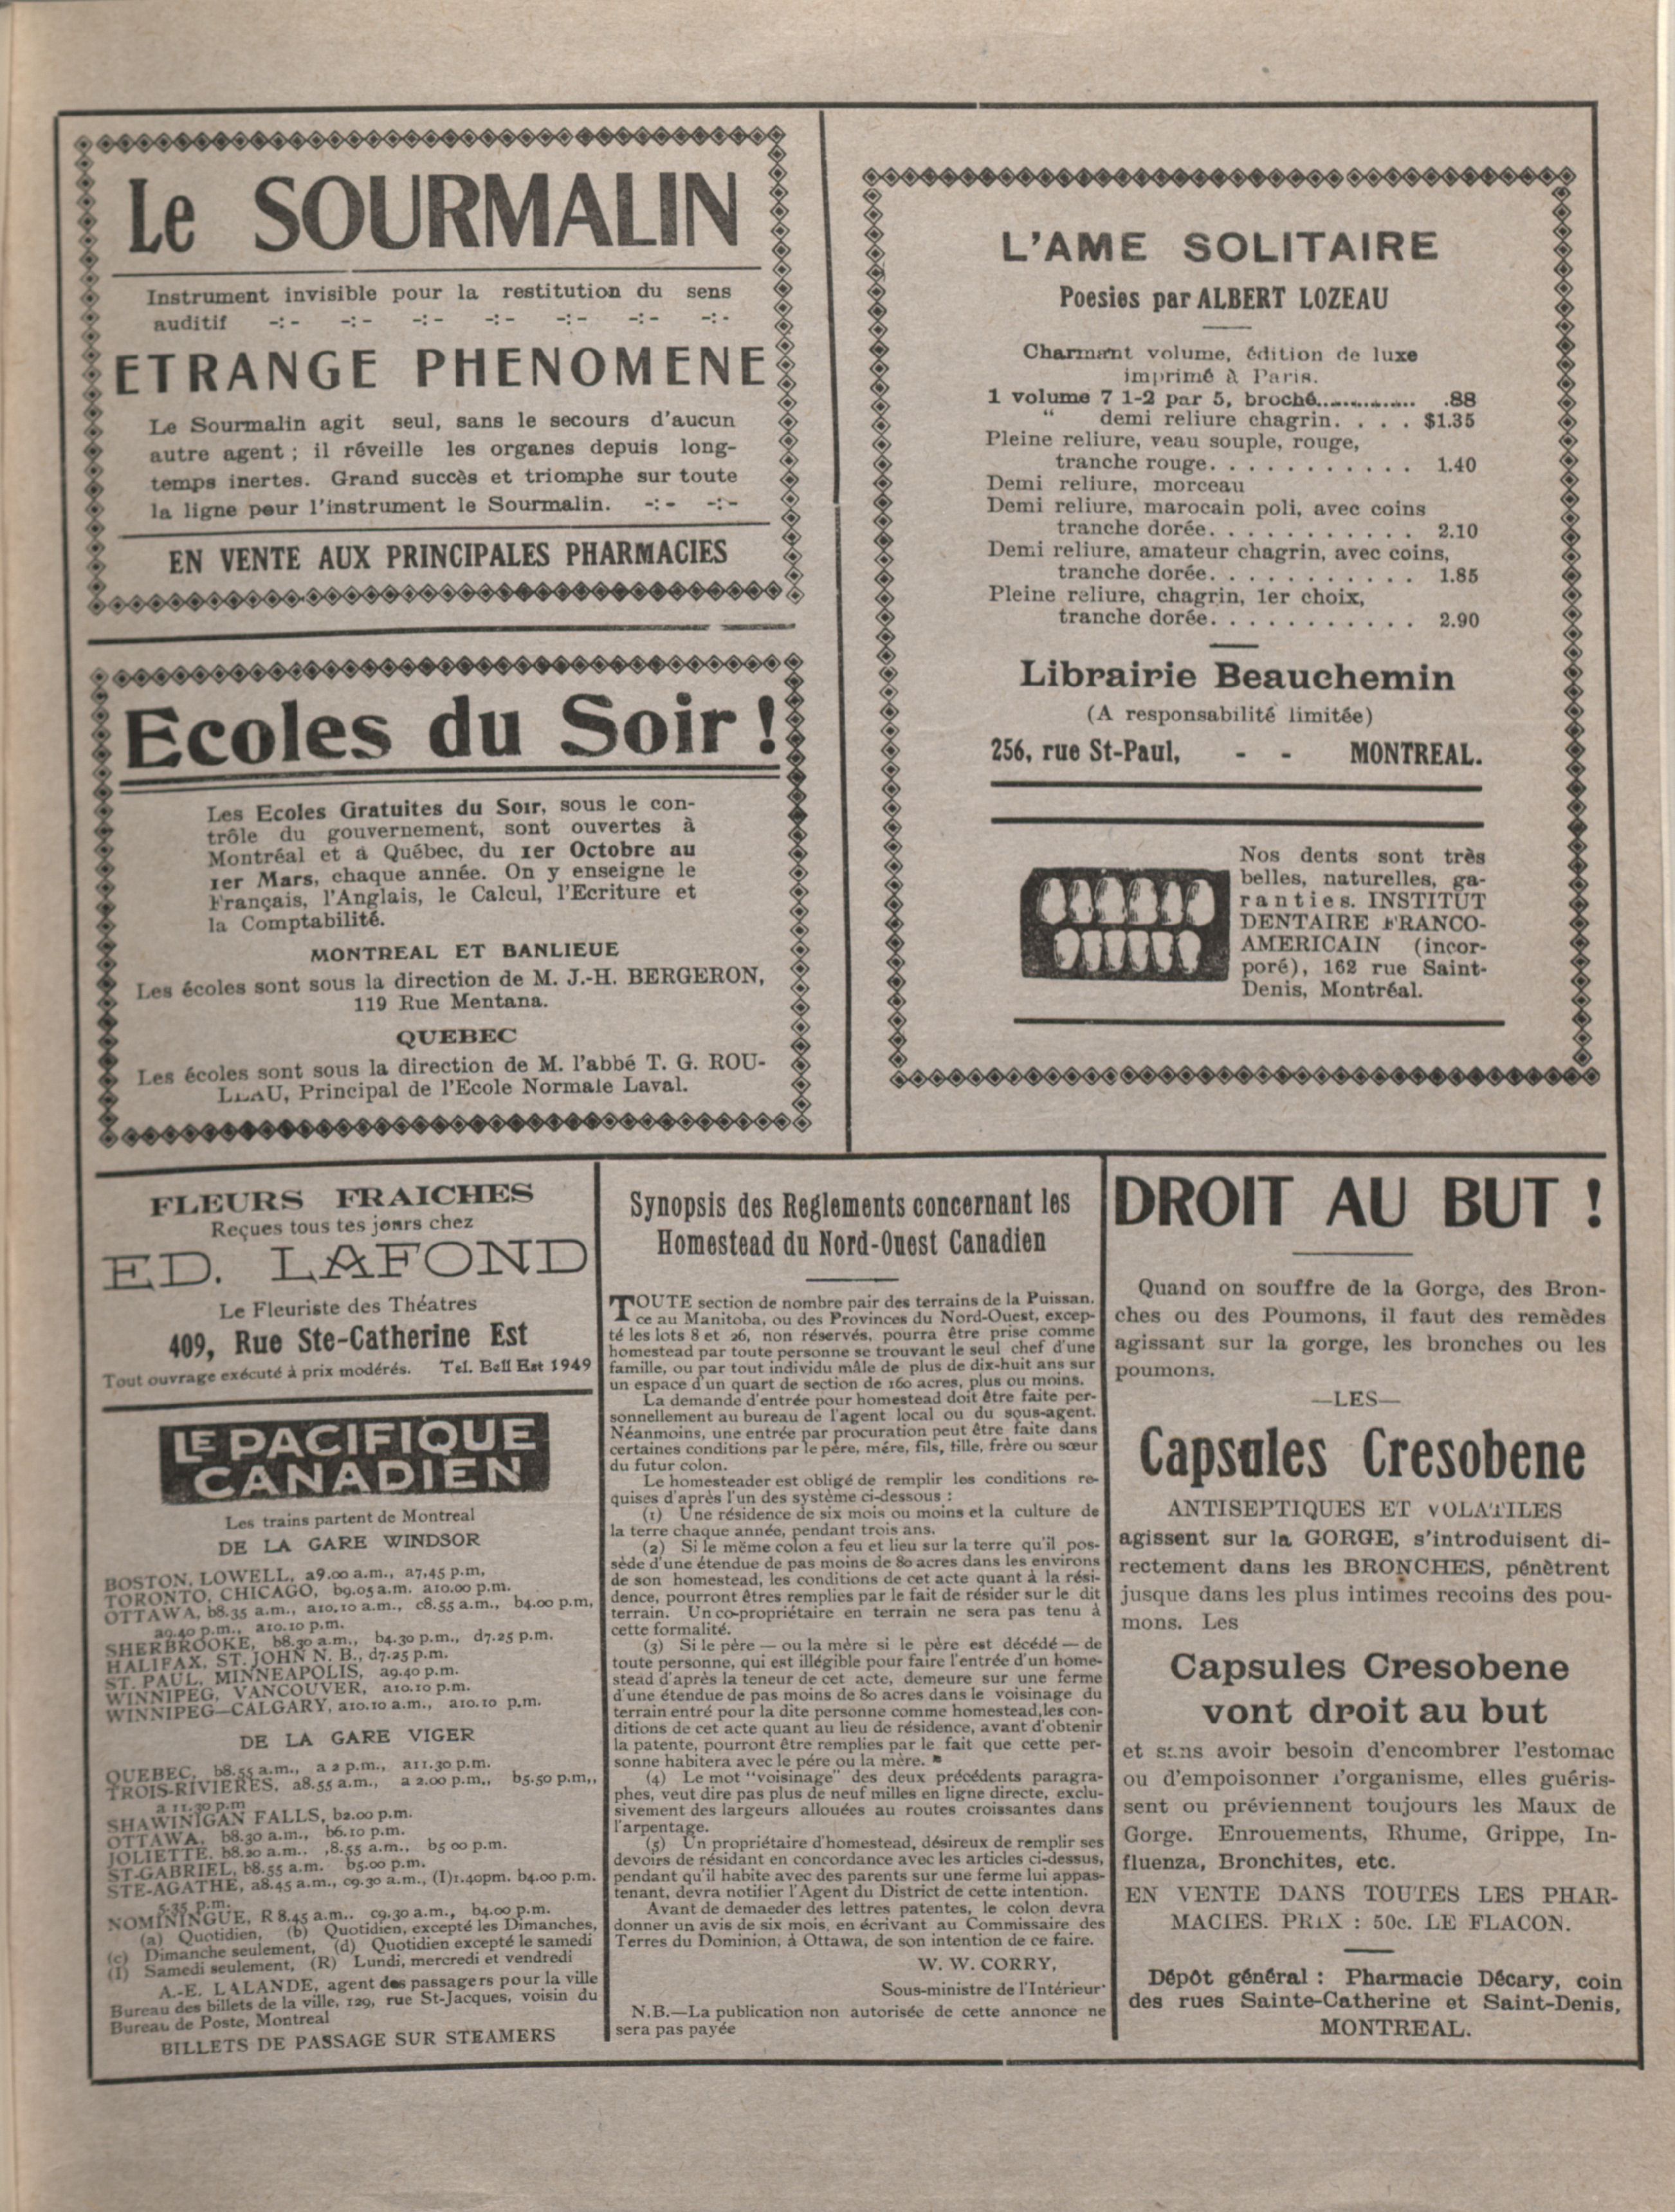 Le SOURMALIN
Instrument invisible pour la restitution du sens
auditif -:- -:- -:- -:- -:- -:- -:-
ETRANGE PHENOMENE
Le Sourmalin agit seul, sans le secours d'aucun
autre agent ; il réveille les organes depuis long-
temps inertes. Grand succès et triomphe sur toute
la ligne pour l'instrument le Sourmalin. -:- -:-
EN VENTE AUX PRINCIPALES PHARMACIES
Ecoles du Soir !
Les Ecoles Gratuites du Soir, sous le con-
trôle du gouvernement, sont ouvertes à
Montréal et à Québec, du 1er Octobre au
1er Mars, chaque année. On y enseigne le
Français, l'Anglais, le Calcul, l'Ecriture et
la Comptabilité.
MONTREAL ET BANLIEUE
Les écoles sont sous la direction de M. J.-H. BERGERON,
119 Rue Mentana.
QUEBEC
Les écoles sont sous la direction de M. l'abbé T. G. ROU-
LEAU, Principal de l'Ecole Normale Laval.
L'AME SOLITAIRE
Poesies par ALBERT LOZEAU
Charmant volume, édition de luxe
imprimé à Paris.
1 volume 7 1-2 par 5, broché............. .88
" demi reliure chagrin. . . . $1.35
Pleine reliure, veau souple, rouge,
tranche rouge. . . . . . . . . . . 1.40
Demi reliure, morceau
Demi reliure, marocain poli, avec coins
tranche dorée. . . . . . . . . . . 2.10
Demi reliure, amateur chagrin, avec coins,
tranche dorée. . . . . . . . . . . 1.85
Pleine reliure, chagrin, 1er choix,
tranche dorée. . . . . . . . . . . 2.90
Librairie Beauchemin
(A responsabilité limitée)
256, rue St-Paul, - - MONTREAL.
Nos dents sont très
belles, naturelles, ga-
ranties. INSTITUT
DENTAIRE FRANCO-
AMERICAIN (incor-
poré), 162 rue Saint-
Denis, Montréal.
FLEURS FRAICHES
Reçues tous tes jonrs chez
ED. LAFOND
Le Fleuriste des Théatres
409, Rue Ste-Catherine Est
Tout ouvrage exécuté à prix modérés. Tel. Bell Est 1949
LE PACIFIQUE
CANADIEN
Les trains partent de Montreal
DE LA GARE WINDSOR
BOSTON, LOWELL, a9.00 a.m., a7.45 p.m,
TORONTO, CHICAGO, b9.05 a.m. a10.00 p.m.
OTTAWA, b8.35 a.m., a10.10 a.m., c8.55 a.m., b4.00 p.m,
a9.40 p.m., a10.10 p.m.
SHERBROOKE, b8.30 a.m., b4.30 p.m., d7.25 p.m.
HALIFAX, ST. JOHN N. B., d7.25 p.m.
ST. PAUL, MINNEAPOLIS, a9.40 p.m.
WINNIPEG, VANCOUVER, a10.10 p.m.
WINNIPEG—CALGARY, a10.10 a.m., a10.10 p.m.
DE LA GARE VIGER
QUEBEC, b8.55 a.m., a 2 p.m., a11.30 p.m.
TROIS-RIVIERES, a8.55 a.m., a 2.00 p.m., b5.50 p.m,,
a 11.30 p.m
SHAWINIGAN FALLS, b2.00 p.m.
OTTAWA, b8.30 a.m., b6.10 p.m.
JOLIETTE. b8.20 a.m.. ,8.55 a.m., b5 00 p.m.
ST-GABRIEL, b8.55 a.m. b5.00 p.m.
STE-AGATHE, a8.45 a.m., c9.30 a.m., (I)1.40pm. b4.00 p.m.
5.35 p.m.
NOMININGUE, R 8.45 a.m.. c9.30 a.m., b4.00 p.m.
(a) Quotidien, (b) Quotidien, excepté les Dimanches,
(c) Dimanche seulement, (d) Quotidien excepté le samedi
(I) Samedi seulement, (R) Lundi, mercredi et vendredi
A.-E. LALANDE, agent des passagers pour la ville
Bureau des billets de la ville, 129, rue St-Jacques, voisin du
Bureau de Poste, Montreal
BILLETS DE PASSAGE SUR STEAMERS
Synopsis des Reglements concernant les
Homestead du Nord-Ouest Canadien
TOUTE section de nombre pair des terrains de la Puissan.
ce au Manitoba, ou des Provinces du Nord-Ouest, excep-
té les lots 8 et 26, non réservés, pourra être prise comme
homestead par toute personne se trouvant le seul chef d'une
famille, ou par tout individu mâle de plus de dix-huit ans sur
un espace d'un quart de section de 160 acres, plus ou moins.
La demande d'entrée pour homestead doit être faite per-
sonnellement au bureau de l'agent local ou du sous-agent.
Néanmoins, une entrée par procuration peut être faite dans
certaines conditions par le père, mére, fils, fille, frère ou sœur
du futur colon.
Le homesteader est obligé de remplir les conditions re-
quises d'après l'un des système ci-dessous :
(1) Une résidence de six mois ou moins et la culture de
la terre chaque année, pendant trois ans.
(2) Si le même colon a feu et lieu sur la terre qu'il pos-
sède d'une étendue de pas moins de 80 acres dans les environs
de son homestead, les conditions de cet acte quant à la rési-
dence, pourront êtres remplies par le fait de résider sur le dit
terrain. Un co-propriétaire en terrain ne sera pas tenu à
cette formalité.
(3) Si le père — ou la mère si le père est décédé — de
toute personne, qui est illégible pour faire l'entrée d'un home-
stead d'après la teneur de cet acte, demeure sur une ferme
d'une étendue de pas moins de 80 acres dans le voisinage du
terrain entré pour la dite personne comme homestead,les con-
ditions de cet acte quant au lieu de résidence, avant d'obtenir
la patente, pourront être remplies par le fait que cette per-
sonne habitera avec le pére ou la mère.
(4) Le mot "voisinage" des deux précédents paragra-
phes, veut dire pas plus de neuf milles en ligne directe, exclu-
sivement des largeurs allouées au routes croissantes dans
l'arpentage.
(5) Un propriétaire d'homestead, désireux de remplir ses
devoirs de résidant en concordance avec les articles ci-dessus,
pendant qu'il habite avec des parents sur une ferme lui appas-
tenant, devra notifier l'Agent du District de cette intention.
Avant de demaeder des lettres patentes, le colon devra
donner un avis de six mois, en écrivant au Commissaire des
Terres du Dominion, à Ottawa, de son intention de ce faire.
W. W. CORRY,
Sous-ministre de l'Intérieur
N.B.—La publication non autorisée de cette annonce ne
sera pas payée
DROIT AU BUT !
Quand on souffre de la Gorge, des Bron-
ches ou des Poumons, il faut des remèdes
agissant sur la gorge, les bronches ou les
poumons.
—LES—
Capsules Cresobene
ANTISEPTIQUES ET VOLATILES
agissent sur la GORGE, s'introduisent di-
rectement dans les BRONCHES, pénètrent
jusque dans les plus intimes recoins des pou-
mons. Les
Capsules Cresobene
vont droit au but
et sans avoir besoin d'encombrer l'estomac
ou d'empoisonner l'organisme, elles guéris-
sent ou préviennent toujours les Maux de
Gorge. Enrouements, Rhume, Grippe, In-
fluenza, Bronchites, etc.
EN VENTE DANS TOUTES LES PHAR-
MACIES. PRIX : 50c. LE FLACON.
Dépôt général : Pharmacie Décary, coin
des rues Sainte-Catherine et Saint-Denis,
MONTREAL.